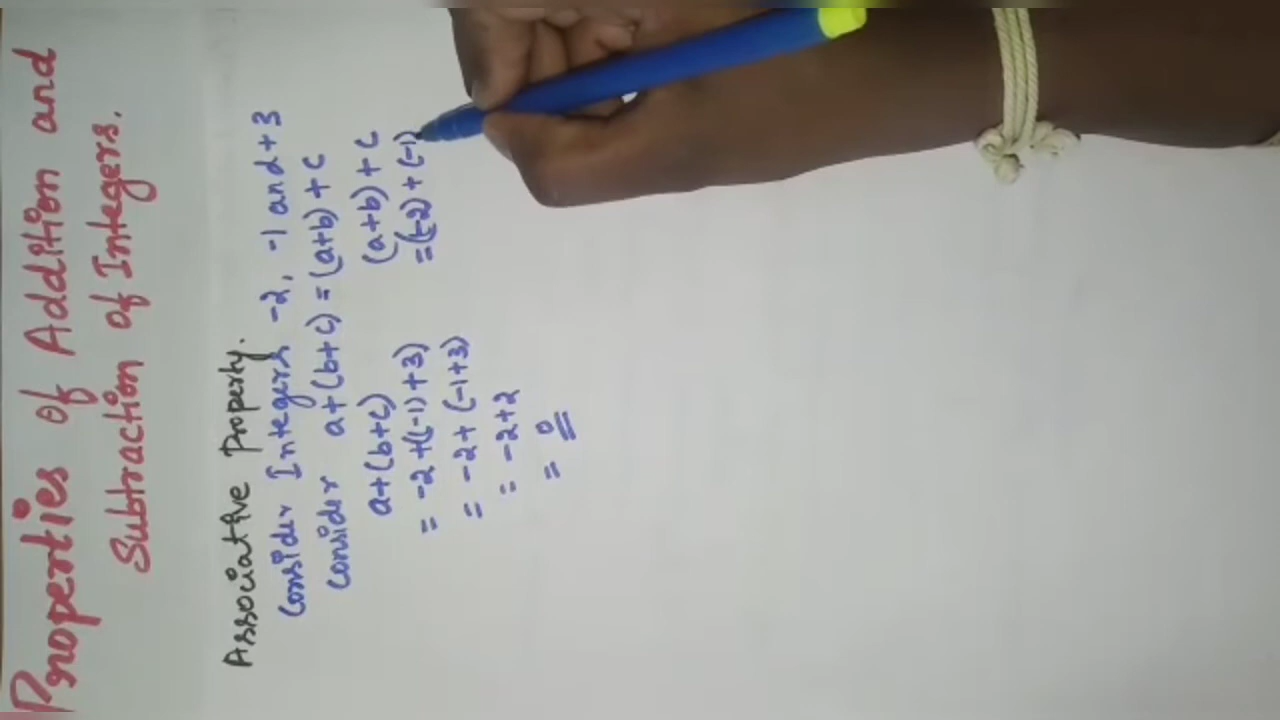 Properties of Addition and
Subtraction of Integers.
Associative Property.
Consider Integers -2, -1 and +3
Consider a+(b+c) = (a+b)+c
a+(b+c)
= -2+((-1)+3)
= -2+(-1+3)
= -2+2
= 0
(a+b)+c
=((-2)+(-1)